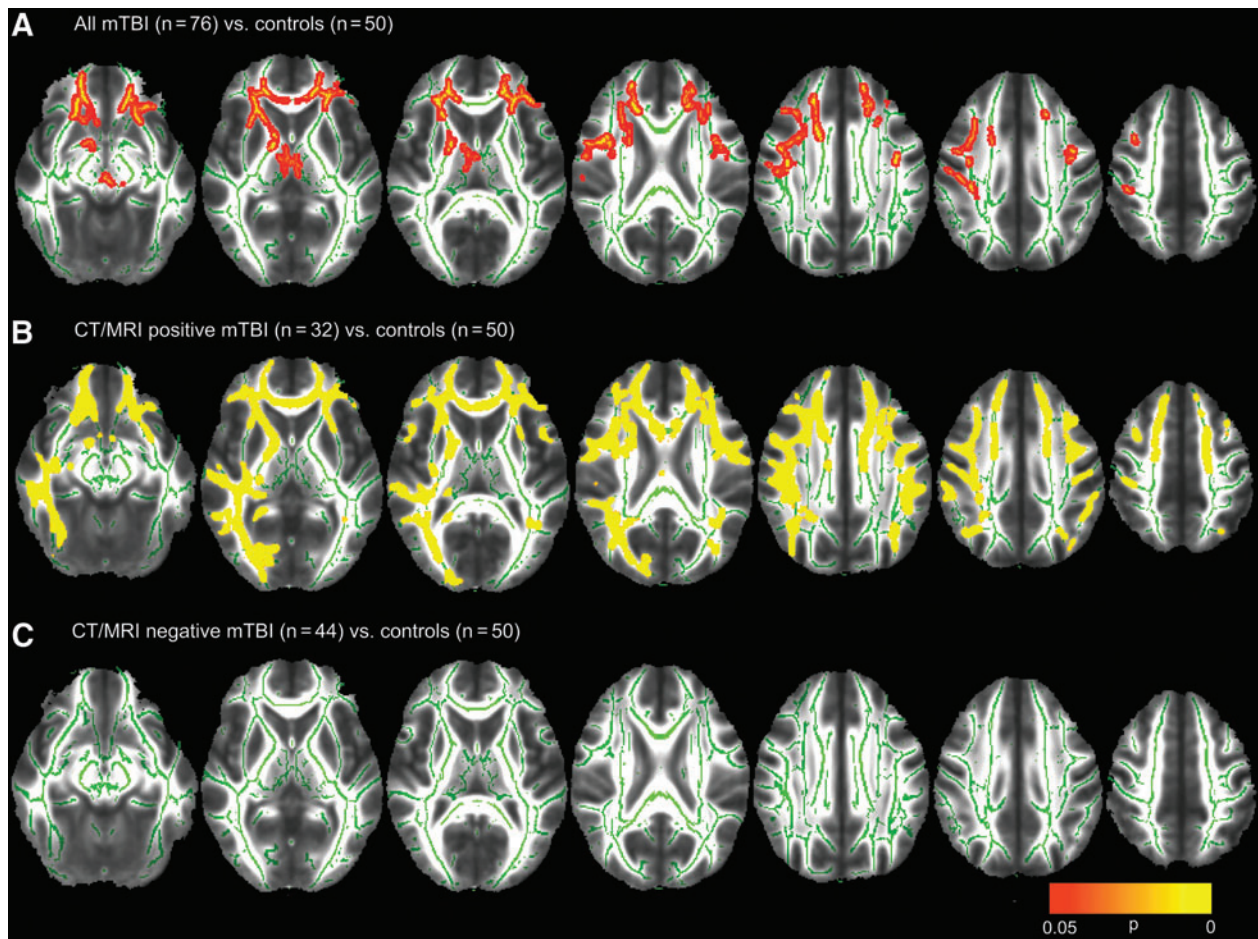 A All mTBI (n = 76) vs. controls (n = 50)
B CT/MRI positive mTBI (n = 32) vs. controls (n = 50)
C CT/MRI negative mTBI (n = 44) vs. controls (n = 50)
0.05 p 0